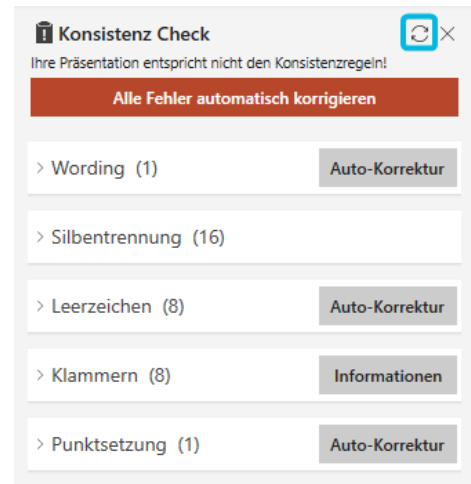 Konsistenz Check
Ihre Präsentation entspricht nicht den Konsistenzregeln!
Alle Fehler automatisch korrigieren
Wording (1) Auto-Korrektur
Silbentrennung (16)
Leerzeichen (8) Auto-Korrektur
Klammern (8) Informationen
Punktsetzung (1) Auto-Korrektur